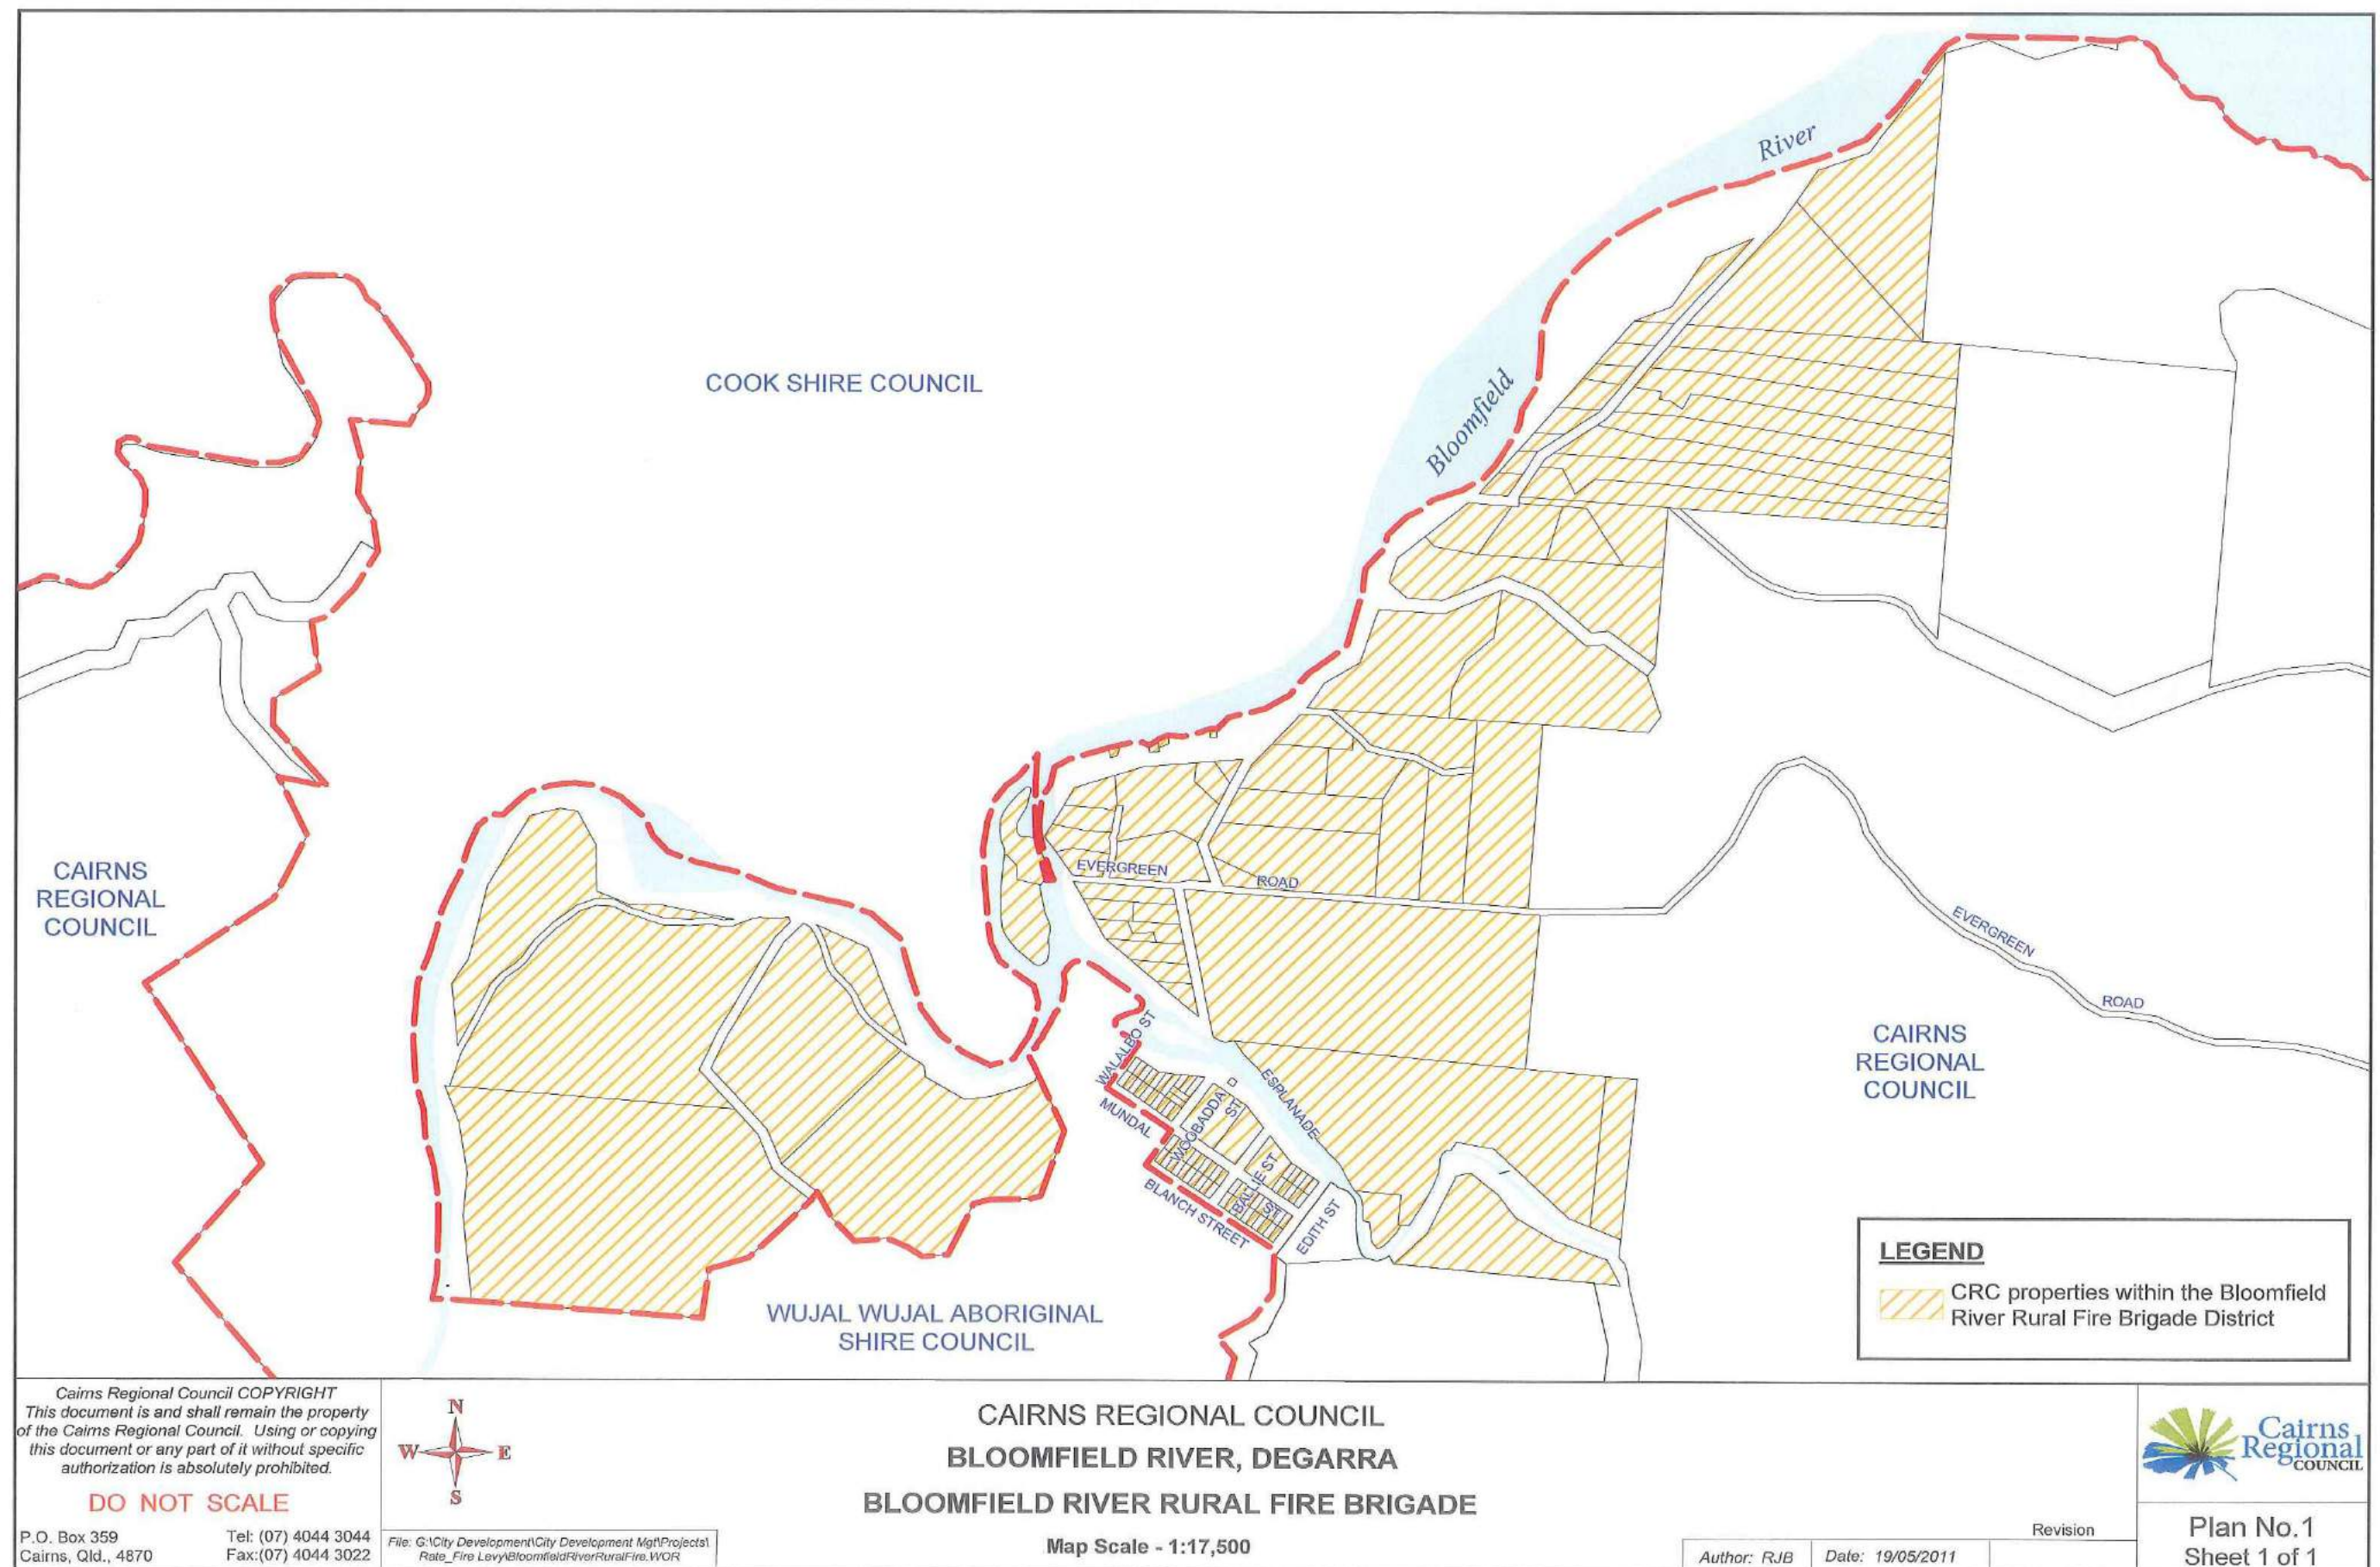 River
Bloomfield
COOK SHIRE COUNCIL
CAIRNS
REGIONAL
COUNCIL
EVERGREEN
ROAD
EVERGREEN
ROAD
CAIRNS
REGIONAL
COUNCIL
WALALBO ST
MUNDAL
WOOBADDA
ST
ESPLANADE
BALLIE ST
ST
BLANCH STREET
EDITH ST
WUJAL WUJAL ABORIGINAL
SHIRE COUNCIL
LEGEND
CRC properties within the Bloomfield
River Rural Fire Brigade District
Cairns Regional Council COPYRIGHT
This document is and shall remain the property
of the Cairns Regional Council. Using or copying
this document or any part of it without specific
authorization is absolutely prohibited.
DO NOT SCALE
P.O. Box 359
Cairns, Qld., 4870
Tel: (07) 4044 3044
Fax:(07) 4044 3022
N
W E
S
File: G:\City Development\City Development Mgt\Projects\
Rate_Fire Levy\BloomfieldRiverRuralFire.WOR
CAIRNS REGIONAL COUNCIL
BLOOMFIELD RIVER, DEGARRA
BLOOMFIELD RIVER RURAL FIRE BRIGADE
Map Scale - 1:17,500
Author: RJB
Date: 19/05/2011
Revision
Cairns
Regional
COUNCIL
Plan No.1
Sheet 1 of 1